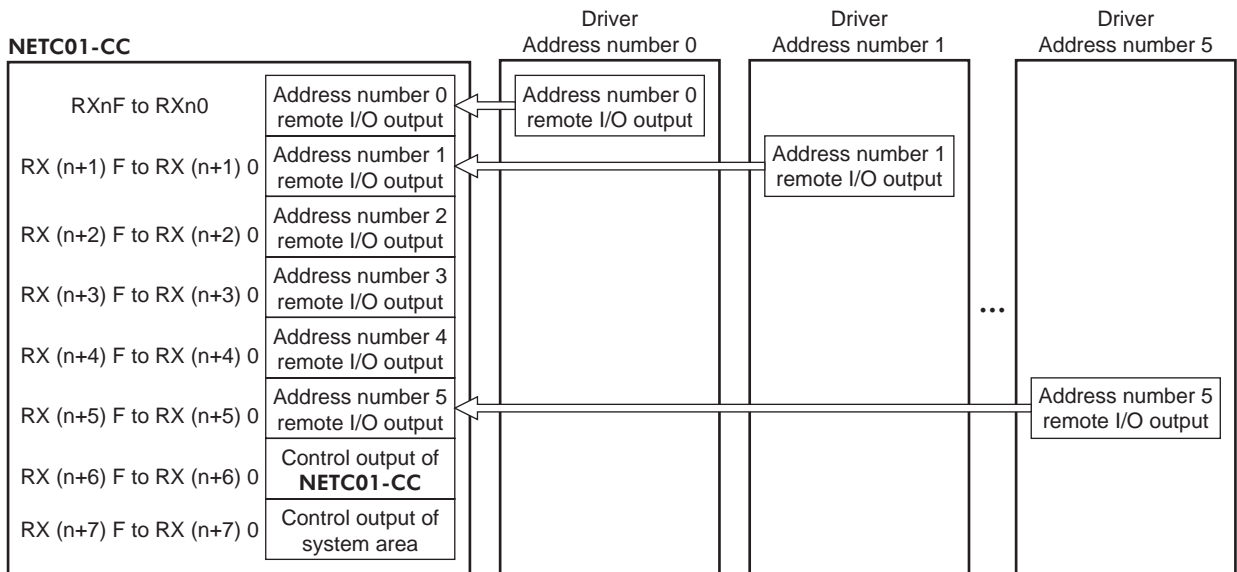 Driver
Address number 0
Driver
Address number 1
Driver
Address number 5
NETC01-CC
RXnF to RXn0
Address number 0
remote I/O output
Address number 0
remote I/O output
RX (n+1) F to RX (n+1) 0
Address number 1
remote I/O output
Address number 1
remote I/O output
RX (n+2) F to RX (n+2) 0
Address number 2
remote I/O output
RX (n+3) F to RX (n+3) 0
Address number 3
remote I/O output
...
RX (n+4) F to RX (n+4) 0
Address number 4
remote I/O output
RX (n+5) F to RX (n+5) 0
Address number 5
remote I/O output
Address number 5
remote I/O output
RX (n+6) F to RX (n+6) 0
Control output of
NETC01-CC
RX (n+7) F to RX (n+7) 0
Control output of
system area